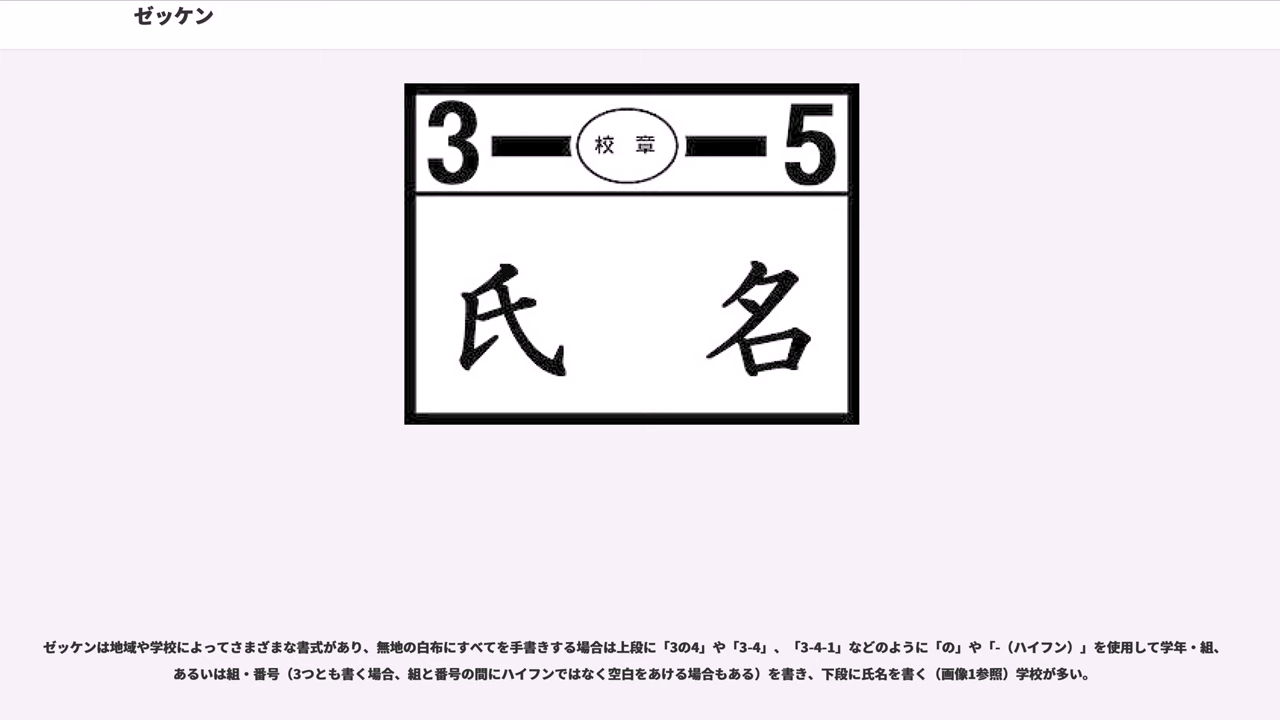 ゼッケン
3 校章 5
氏 名
ゼッケンは地域や学校によってさまざまな書式があり、無地の白布にすべてを手書きする場合は上段に「3の4」や「3-4」、「3-4-1」などのように「の」や「-（ハイフン）」を使用して学年・組、
あるいは組・番号（3つとも書く場合、組と番号の間にハイフンではなく空白をあける場合もある）を書き、下段に氏名を書く（画像1参照）学校が多い。